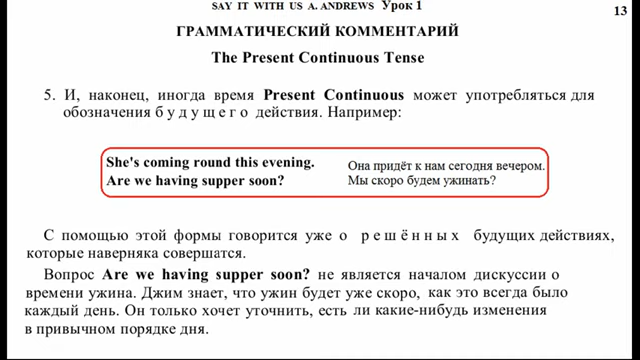 SAY IT WITH US A. ANDREWS Урок 1
13
ГРАММАТИЧЕСКИЙ КОММЕНТАРИЙ
The Present Continuous Tense
5. И, наконец, иногда время Present Continuous может употребляться для
обозначения б у д у щ е г о действия. Например:
She's coming round this evening. Она придёт к нам сегодня вечером.
Are we having supper soon? Мы скоро будем ужинать?
С помощью этой формы говорится уже о р е ш ё н н ы х будущих действиях,
которые наверняка совершатся.
Вопрос Are we having supper soon? не является началом дискуссии о
времени ужина. Джим знает, что ужин будет уже скоро, как это всегда было
каждый день. Он только хочет уточнить, есть ли какие-нибудь изменения
в привычном порядке дня.